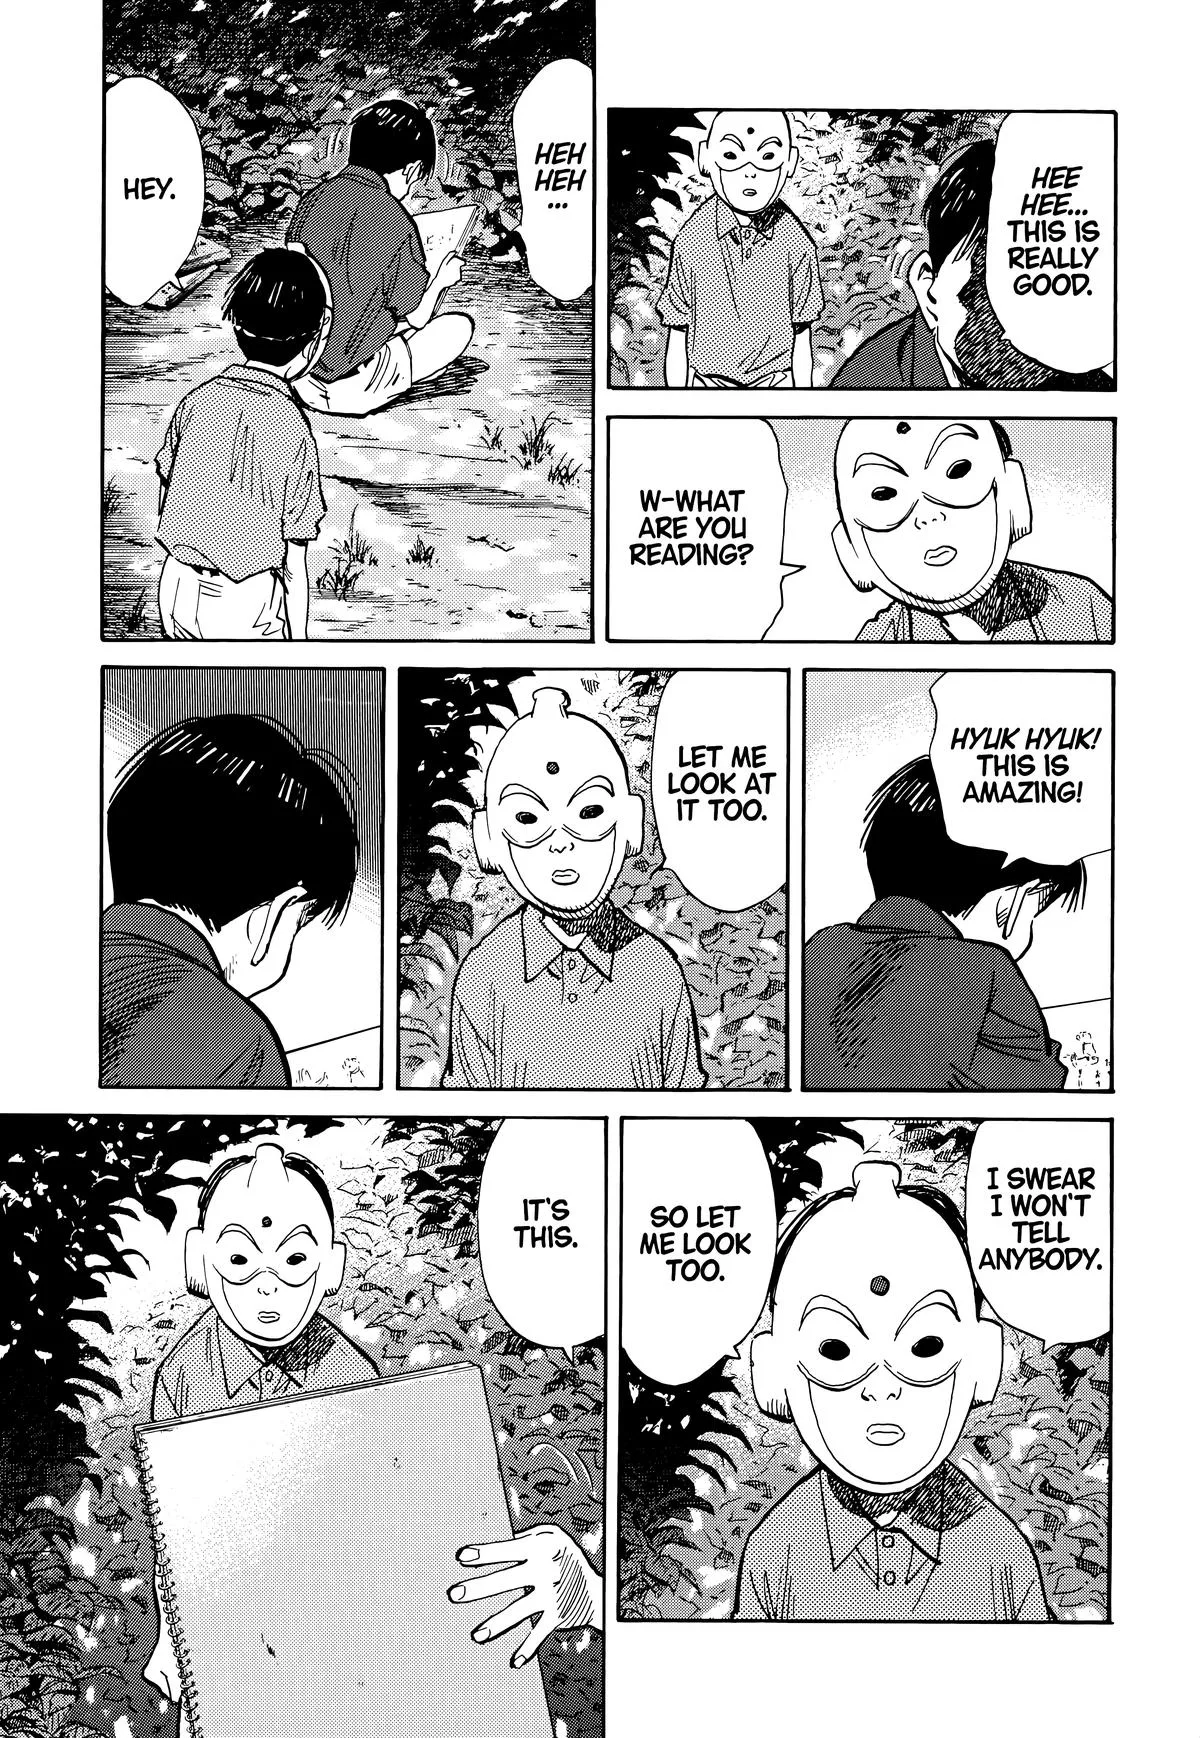 HEE
HEE...
THIS IS
REALLY
GOOD.
W-WHAT
ARE YOU
READING?
HEH
HEH
...
HEY.
HYUK HYUK!
THIS IS
AMAZING!
LET ME
LOOK AT
IT TOO.
I SWEAR
I WON'T
TELL
ANYBODY.
SO LET
ME LOOK
TOO.
IT'S
THIS.